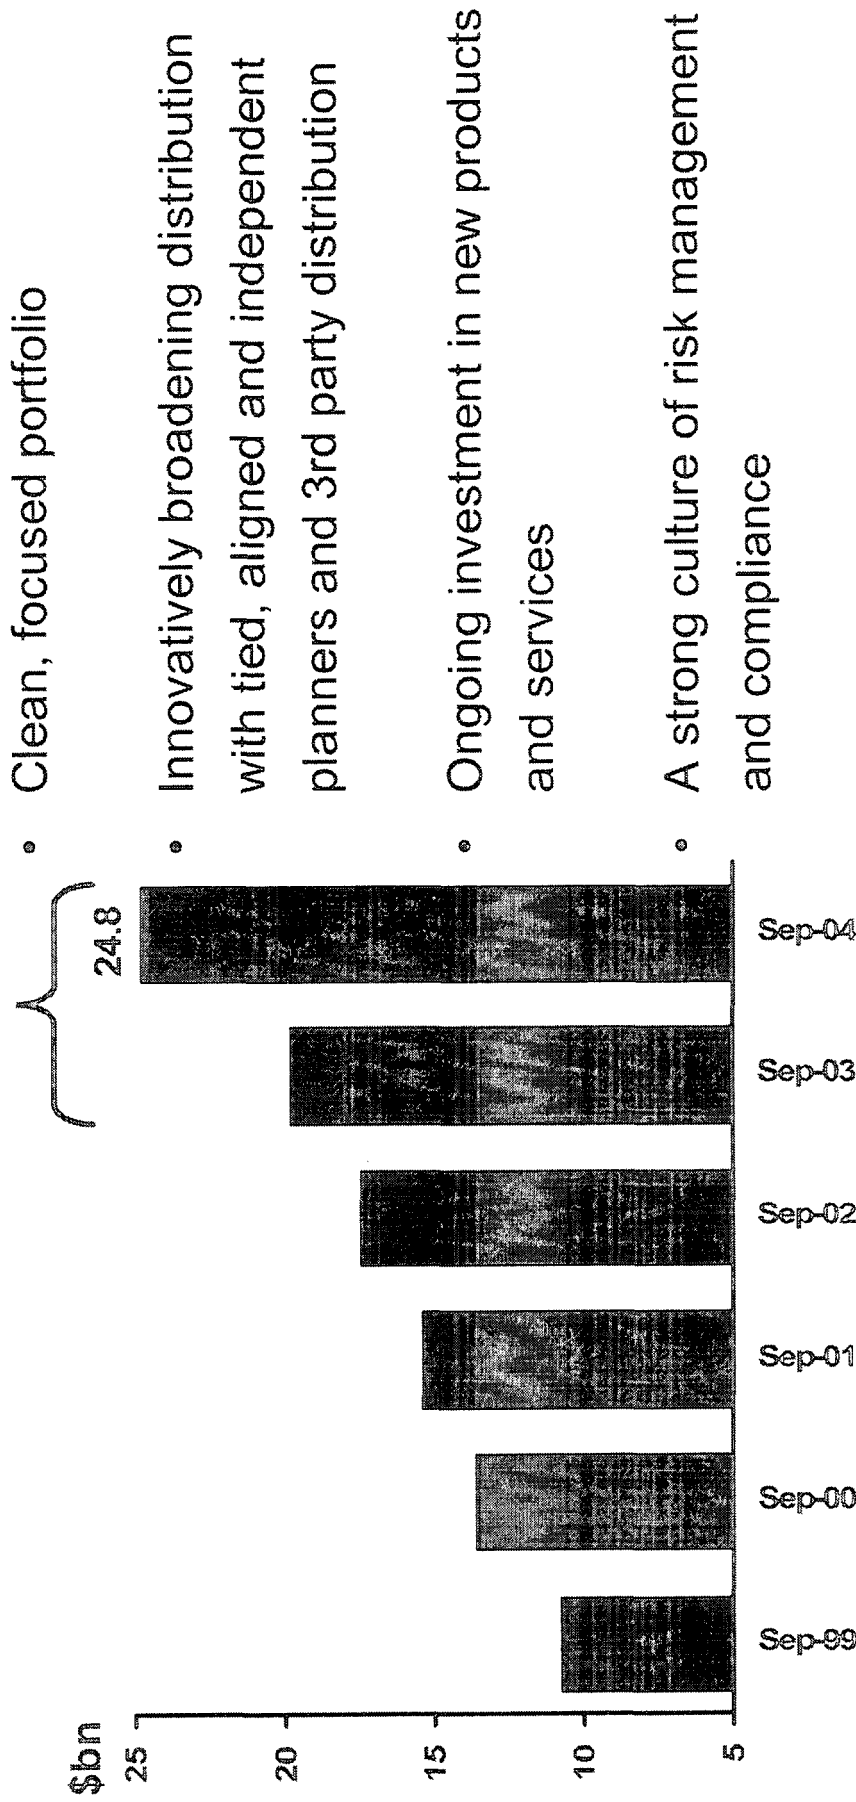 $bn
25
20
15
10
5
24.8
Sep-99
Sep-00
Sep-01
Sep-02
Sep-03
Sep-04
• Clean, focused portfolio
• Innovatively broadening distribution
with tied, aligned and independent
planners and 3rd party distribution
• Ongoing investment in new products
and services
• A strong culture of risk management
and compliance